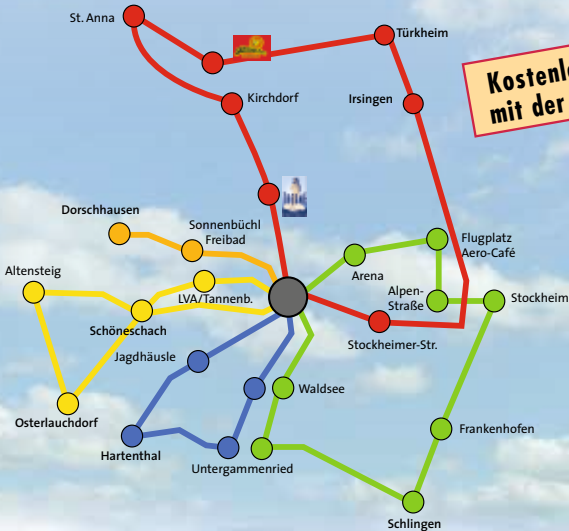 St. Anna
Türkheim
Kirchdorf
Irsingen
mit der
Dorschhausen
Sonnenbüchl
Freibad
Flugplatz
Aero-Café
Arena
Altensteig
LVA/Tannenb.
Alpen-
Straße
Stockheim
Schöneschach
Stockheimer-Str.
Jagdhäusle
Waldsee
Osterlauchdorf
Frankenhofen
Hartenthal
Untergammenried
Schlingen